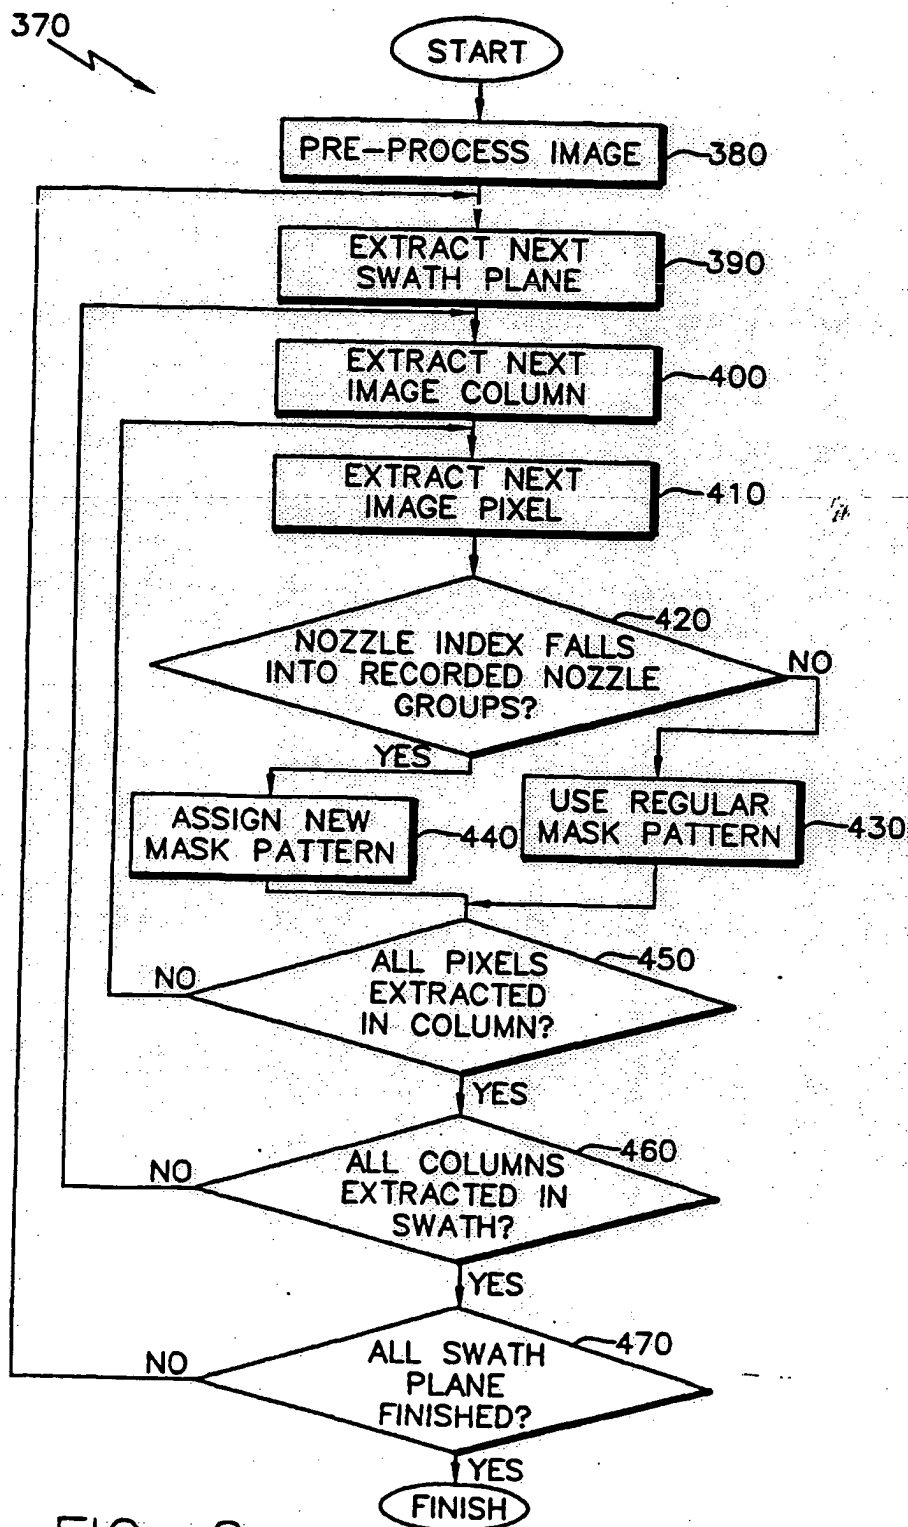 370
START
PRE-PROCESS IMAGE
380
EXTRACT NEXT
SWATH PLANE
390
EXTRACT NEXT
IMAGE COLUMN
400
EXTRACT NEXT
IMAGE PIXEL
410
420
NOZZLE INDEX FALLS
INTO RECORDED NOZZLE
GROUPS?
NO
YES
ASSIGN NEW
MASK PATTERN
440
USE REGULAR
MASK PATTERN
430
450
ALL PIXELS
EXTRACTED
IN COLUMN?
NO
YES
460
ALL COLUMNS
EXTRACTED IN
SWATH?
NO
YES
470
ALL SWATH
PLANE
FINISHED?
NO
YES
FINISH